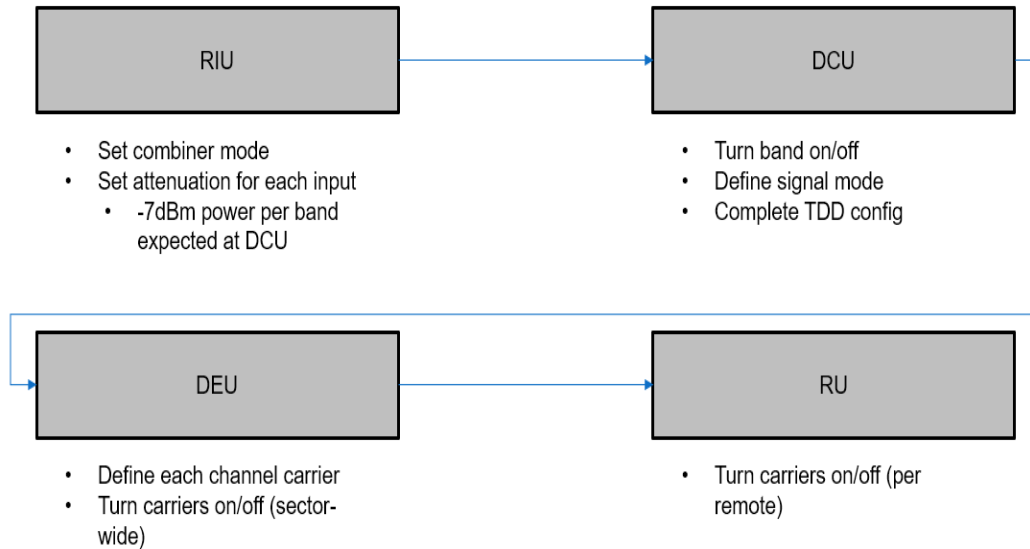 RIU
DCU
• Set combiner mode
• Set attenuation for each input
• -7dBm power per band
expected at DCU
• Turn band on/off
• Define signal mode
• Complete TDD config
DEU
RU
• Define each channel carrier
• Turn carriers on/off (sector-
wide)
• Turn carriers on/off (per
remote)